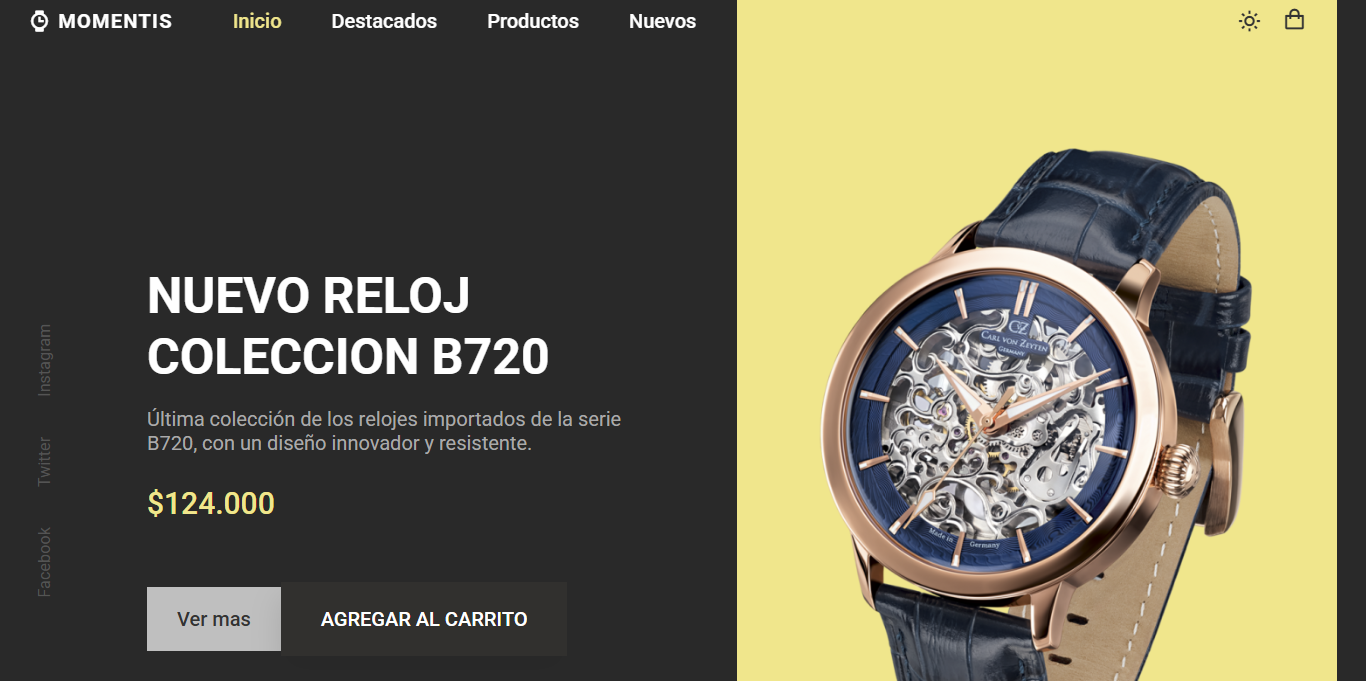 MOMENTIS
Inicio
Destacados
Productos
Nuevos
NUEVO RELOJ
COLECCION B720
Última colección de los relojes importados de la serie
B720, con un diseño innovador y resistente.
$124.000
Ver mas
AGREGAR AL CARRITO
Instagram
Twitter
Facebook
CVZ
CARL VON ZEYTEN
GERMANY
Made in Germany